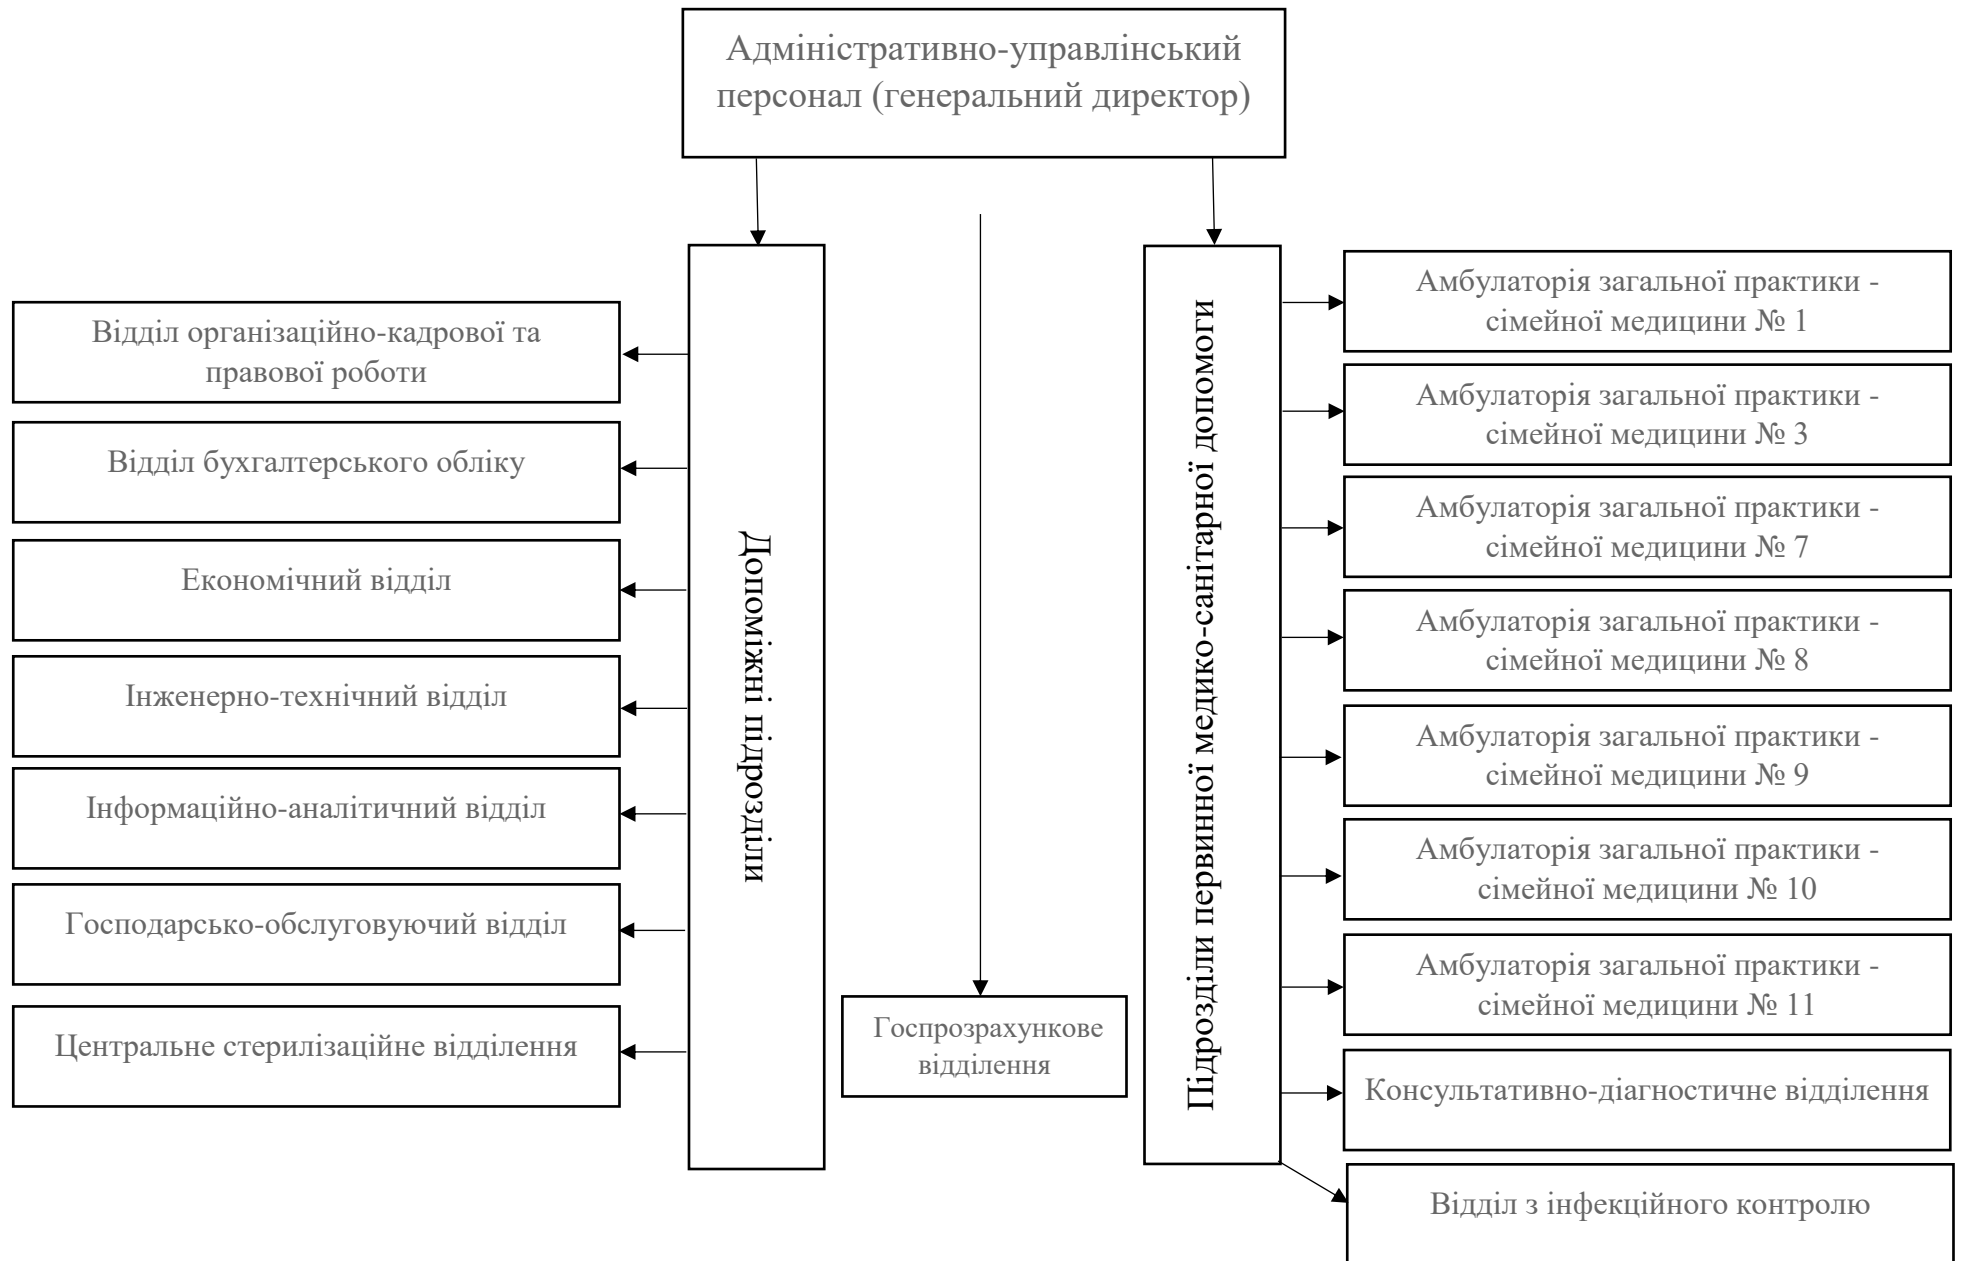 Адміністративно-управлінський
персонал (генеральний директор)
Відділ організаційно-кадрової та
правової роботи
Відділ бухгалтерського обліку
Економічний відділ
Інженерно-технічний відділ
Інформаційно-аналітичний відділ
Господарсько-обслуговуючий відділ
Центральне стерилізаційне відділення
Допоміжні підрозділи
Госпрозрахункове
відділення
Підрозділи первинної медико-санітарної допомоги
Амбулаторія загальної практики -
сімейної медицини № 1
Амбулаторія загальної практики -
сімейної медицини № 3
Амбулаторія загальної практики -
сімейної медицини № 7
Амбулаторія загальної практики -
сімейної медицини № 8
Амбулаторія загальної практики -
сімейної медицини № 9
Амбулаторія загальної практики -
сімейної медицини № 10
Амбулаторія загальної практики -
сімейної медицини № 11
Консультативно-діагностичне відділення
Відділ з інфекційного контролю